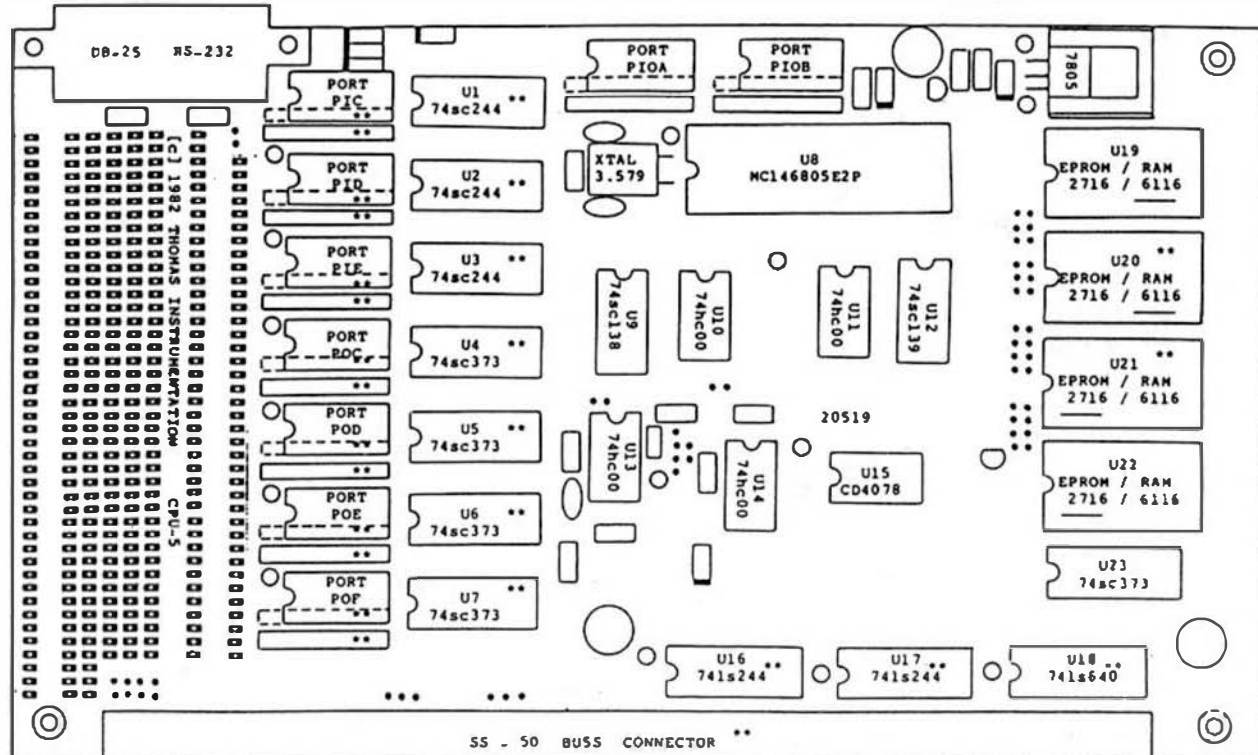 DB-25 RS-232
[c] 1982 THOMAS INSTRUMENTATION CPU-5
PORT
PIC
**
PORT
PID
**
PORT
PIE
**
PORT
POC
**
PORT
POD
**
PORT
POE
**
PORT
POF
**
**
U1 **
74sc244
U2 **
74sc244
U3 **
74sc244
U4
74sc373
U5
74sc373
U6
74sc373
U7 **
74sc373
PORT
PIOA
PORT
PIOB
XTAL
3.579
U8
MC146805E2P
7805
U9
74sc138
U10
74hc00
U11
74hc00
U12
74sc139
U13
74hc00
U14
74hc00
20519
U15
CD4078
U16 **
74ls244
U17 **
74ls244
U18 **
74ls640
U19
EPROM / RAM
2716 / 6116
U20 **
EPROM / RAM
2716 / 6116
U21 **
EPROM / RAM
2716 / 6116
U22
EPROM / RAM
2716 / 6116
U23
74sc373
SS - 50 BUSS CONNECTOR **